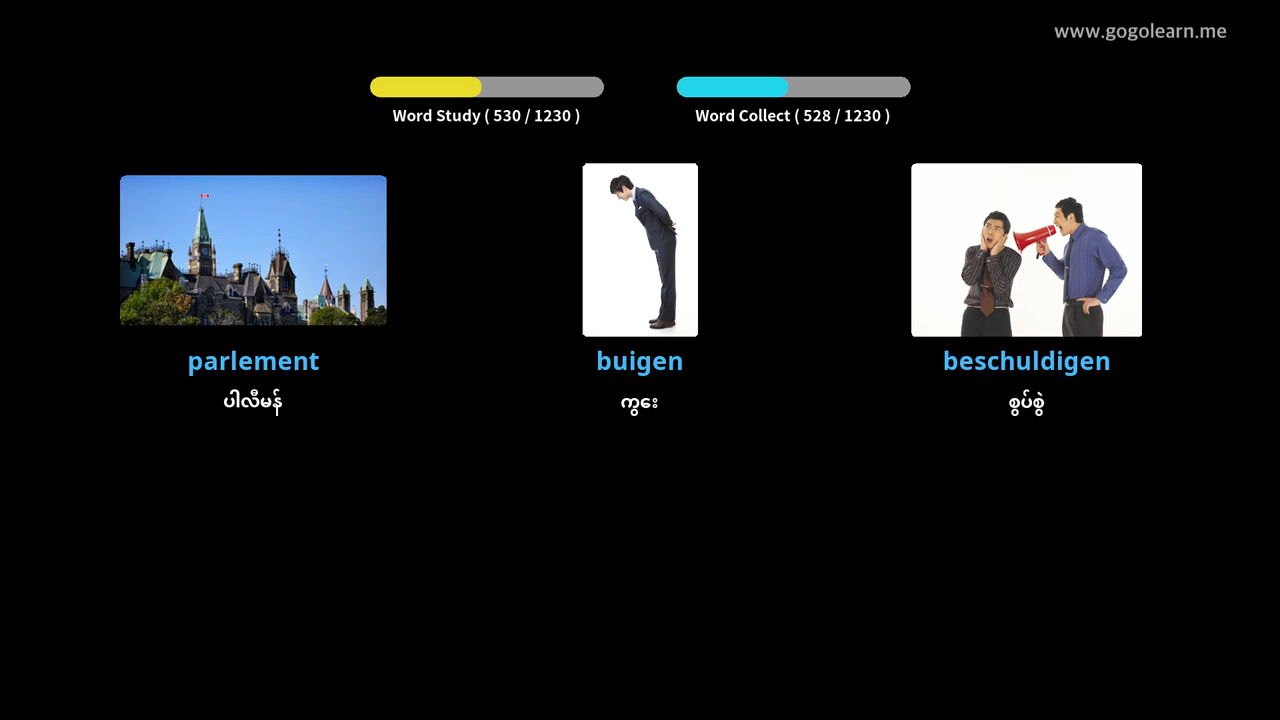 www.gogolearn.me
Word Study ( 530 / 1230 )
Word Collect ( 528 / 1230 )
parlement
buigen
beschuldigen
ပါလီမန်
ကွေး
စွပ်စွဲ